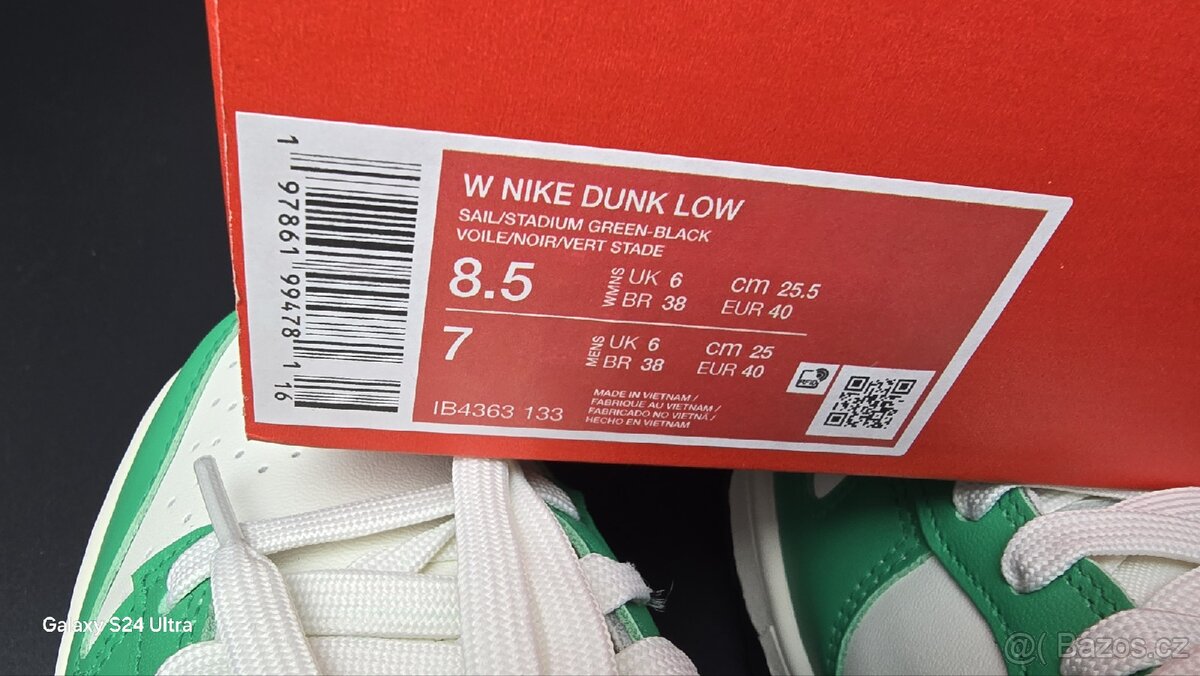 1 97861 99478 1 16
W NIKE DUNK LOW
SAIL/STADIUM GREEN-BLACK
VOILE/NOIR/VERT STADE
8.5 WMNS UK 6 cm 25.5
BR 38 EUR 40
7 MENS UK 6 cm 25
BR 38 EUR 40
IB4363 133
MADE IN VIETNAM /
FABRIQUE AU VIETNAM /
FABRICADO NO VIETNÃ /
HECHO EN VIETNAM
Galaxy S24 Ultra
@( Bazos.cz